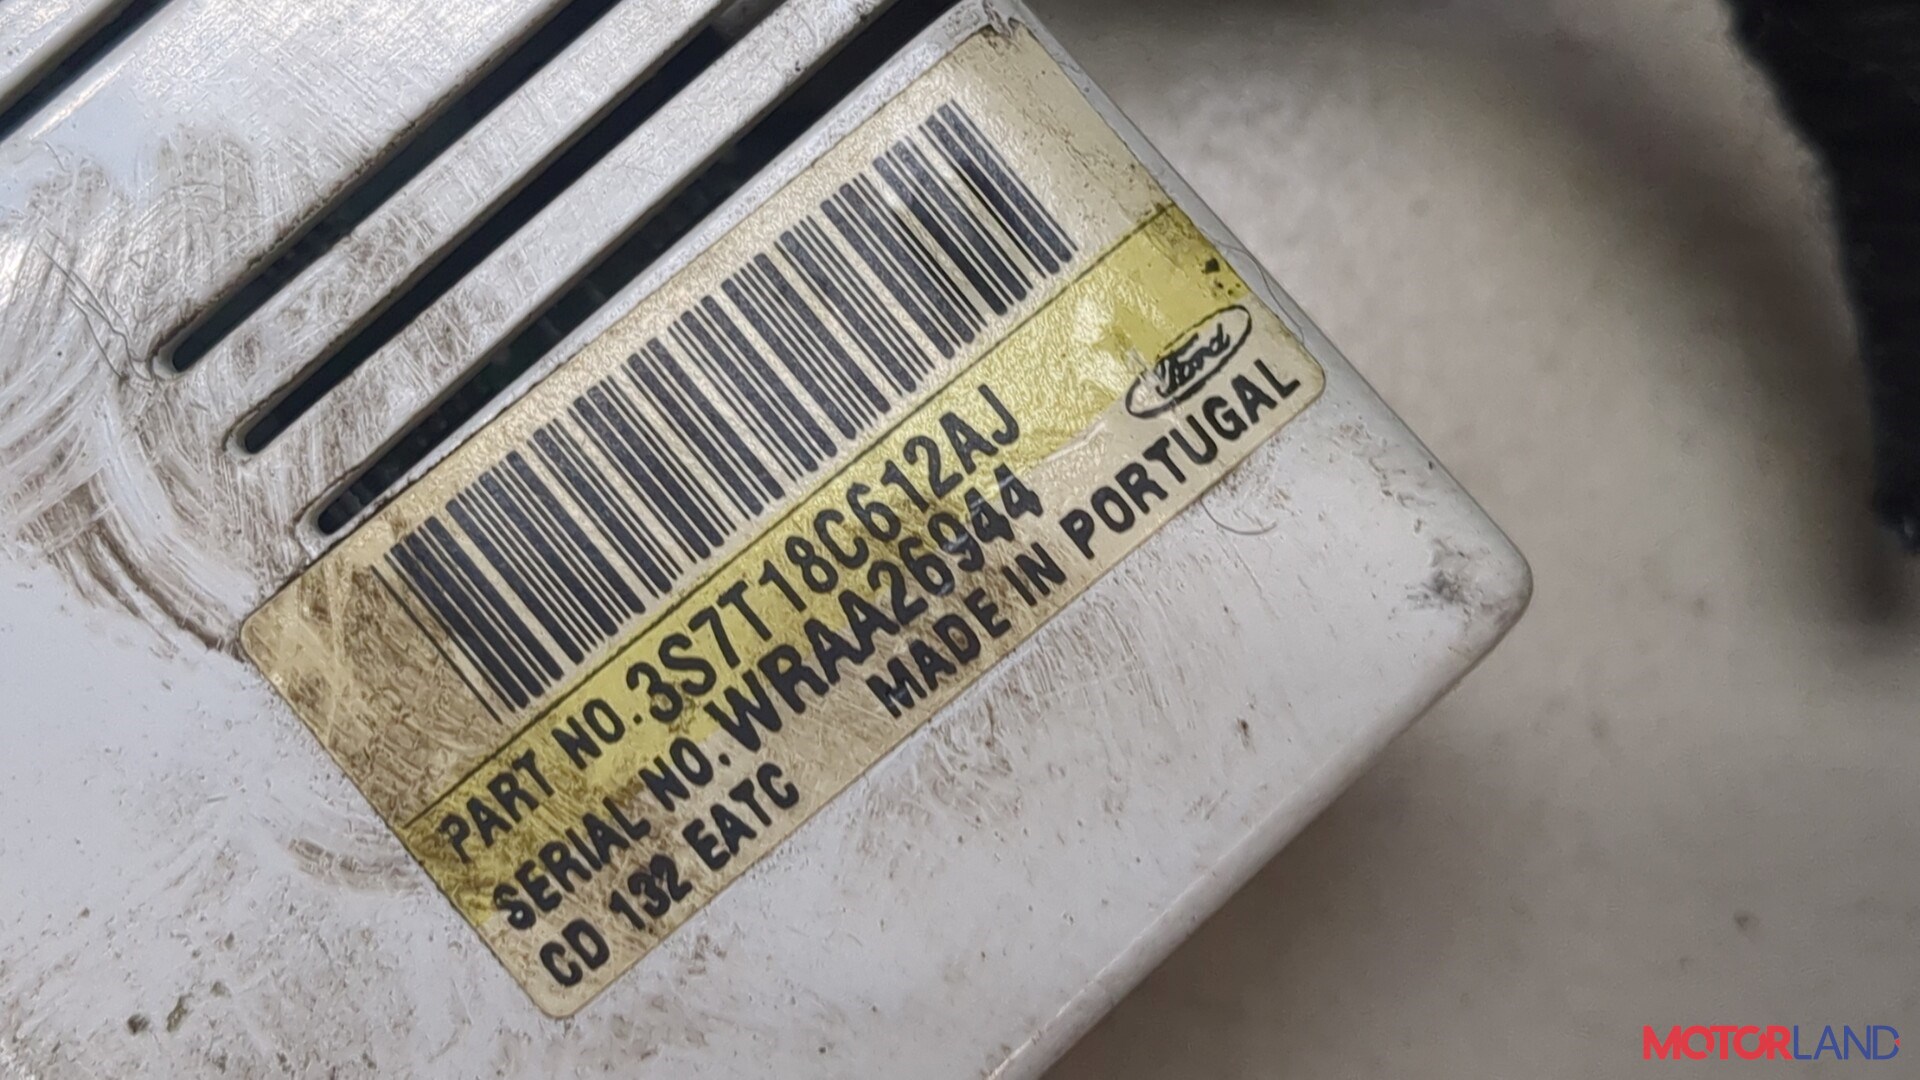 PART NO. 3S7T18C612AJ
Ford
SERIAL NO. WRAA26944
CD 132 EATC
MADE IN PORTUGAL
MOTORLAND